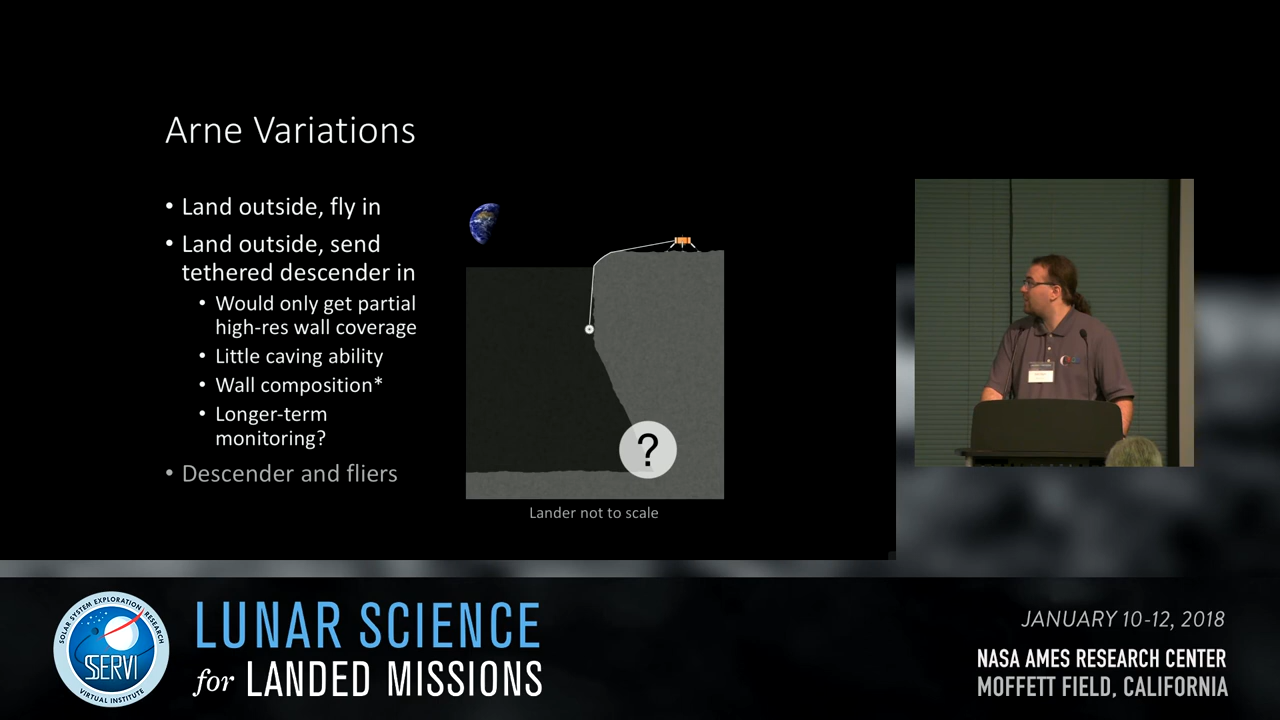 Arne Variations
• Land outside, fly in
• Land outside, send
tethered descender in
• Would only get partial
high-res wall coverage
• Little caving ability
• Wall composition*
• Longer-term
monitoring?
• Descender and fliers
?
Lander not to scale
SOLAR SYSTEM EXPLORATION RESEARCH
SSERVI
VIRTUAL INSTITUTE
LUNAR SCIENCE
for LANDED MISSIONS
JANUARY 10-12, 2018
NASA AMES RESEARCH CENTER
MOFFETT FIELD, CALIFORNIA